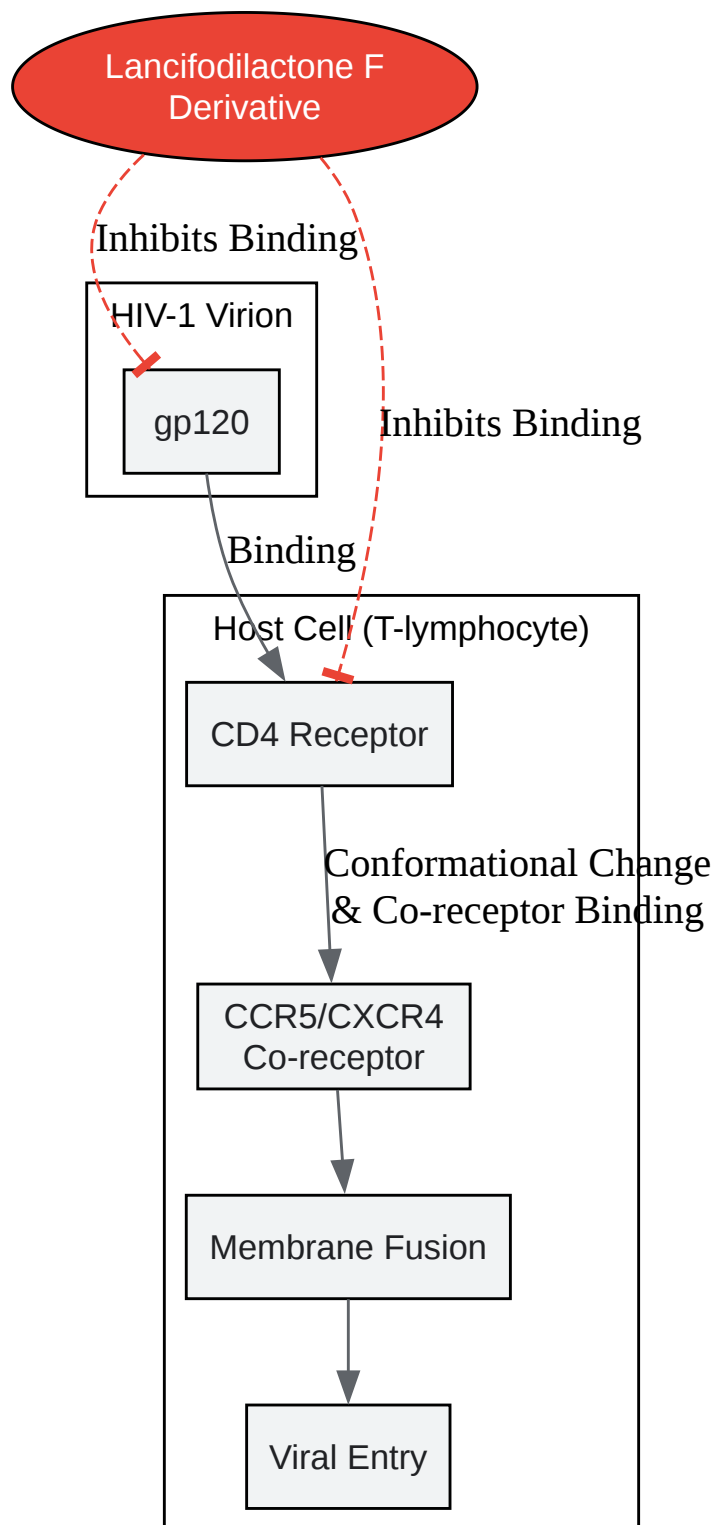 Lancifodilactone F
Derivative
Inhibits Binding
HIV-1 Virion
gp120
Inhibits Binding
Binding
Host Cell (T-lymphocyte)
CD4 Receptor
Conformational Change
& Co-receptor Binding
CCR5/CXCR4
Co-receptor
Membrane Fusion
Viral Entry